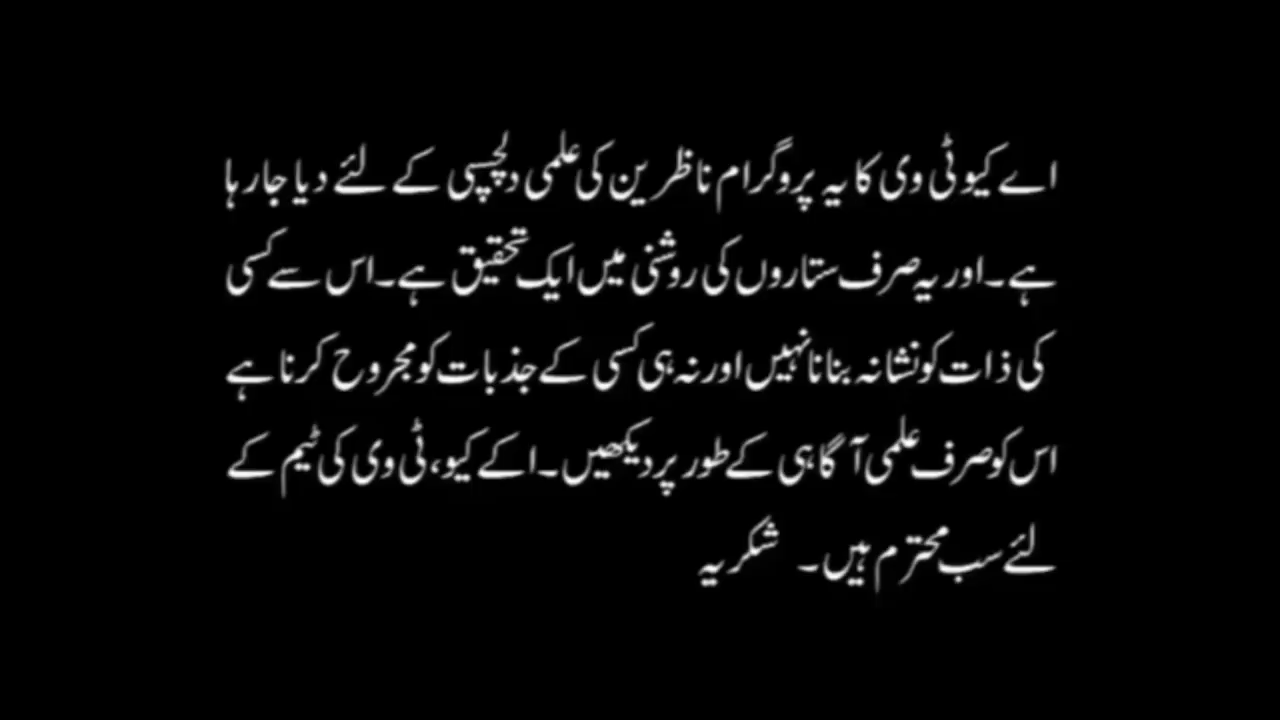 اے کیو ٹی وی کا یہ پروگرام ناظرین کی علمی دلچسپی کے لئے دیا جارہا
ہے۔ اور یہ صرف ستاروں کی روشنی میں ایک تحقیق ہے۔ اس سے کسی
کی ذات کو نشانہ بنانا نہیں اور نہ ہی کسی کے جذبات کو مجروح کرنا ہے
اس کو صرف علمی آگاہی کے طور پر دیکھیں۔ اکے کیو، ٹی وی کی ٹیم کے
لئے سب محترم ہیں۔ شکریہ